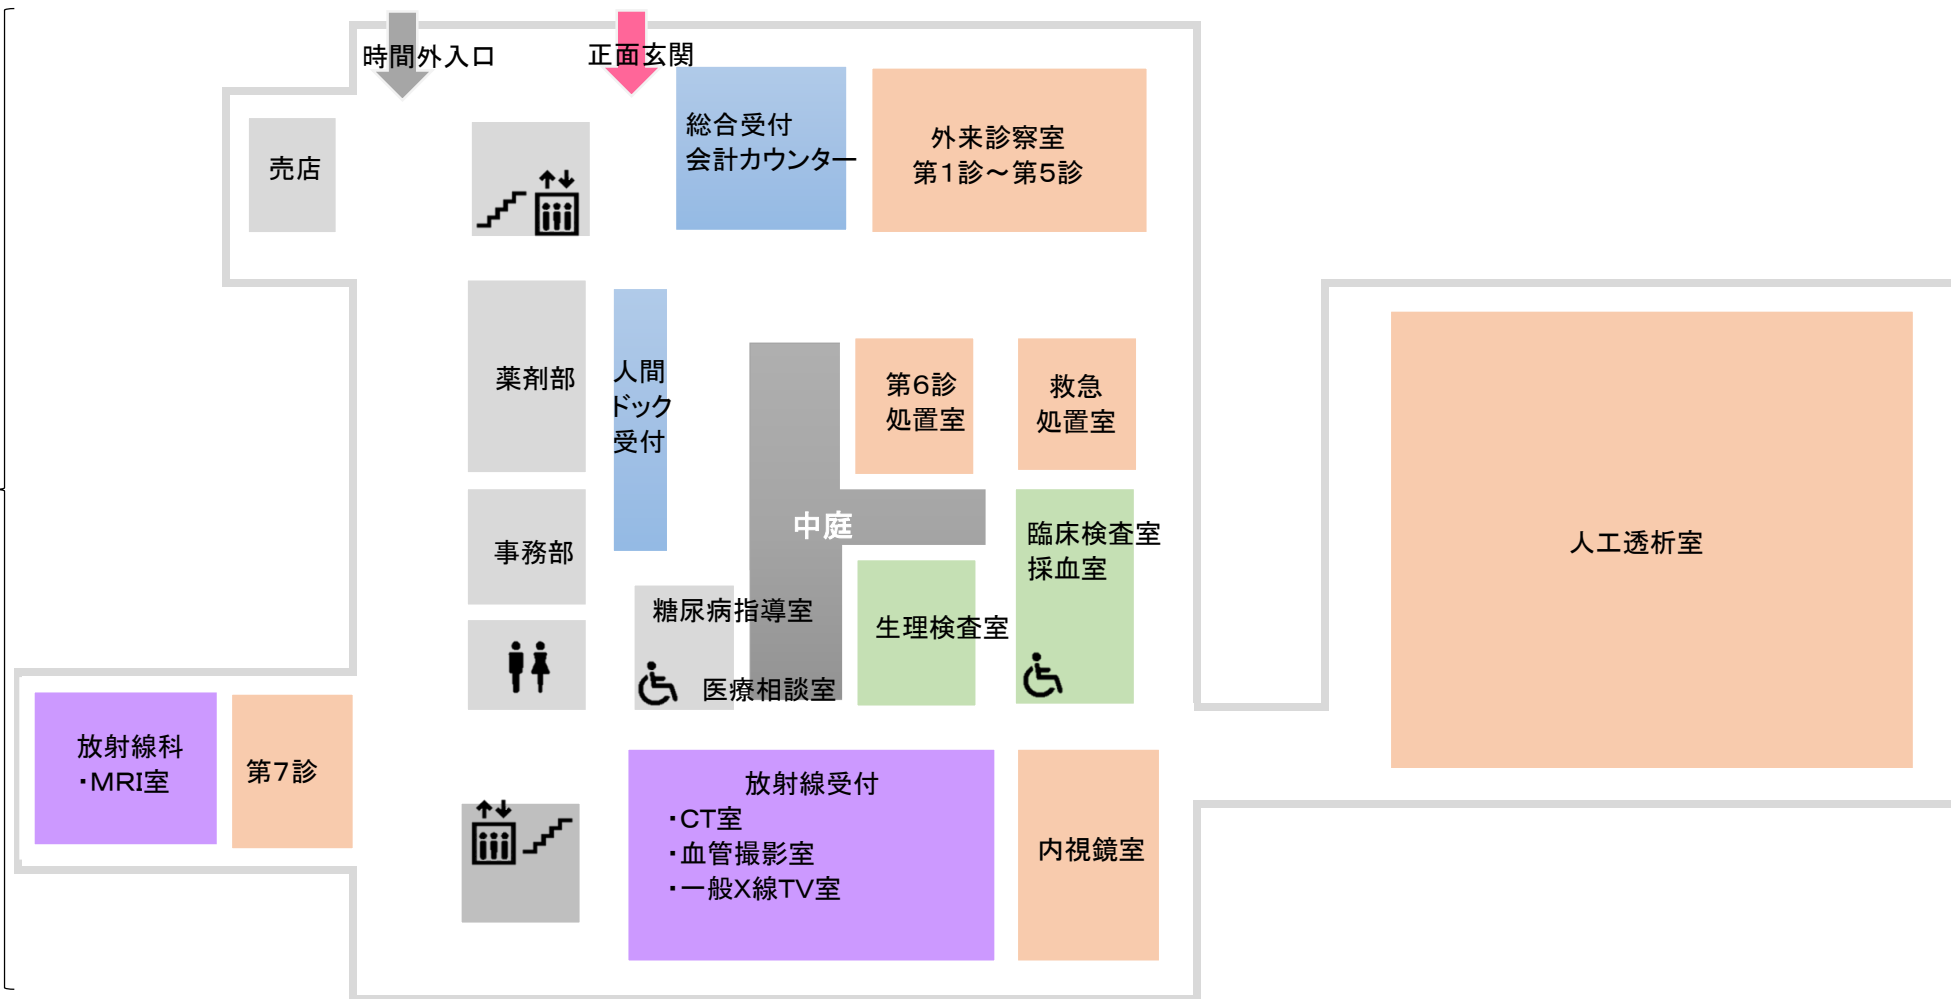 時間外入口
正面玄関
総合受付
会計カウンター
外来診察室
第1診～第5診
売店
薬剤部
人間
ドック
受付
第6診
処置室
救急
処置室
事務部
中庭
臨床検査室
採血室
人工透析室
糖尿病指導室
生理検査室
医療相談室
放射線科
・MRI室
第7診
放射線受付
・CT室
・血管撮影室
・一般X線TV室
内視鏡室